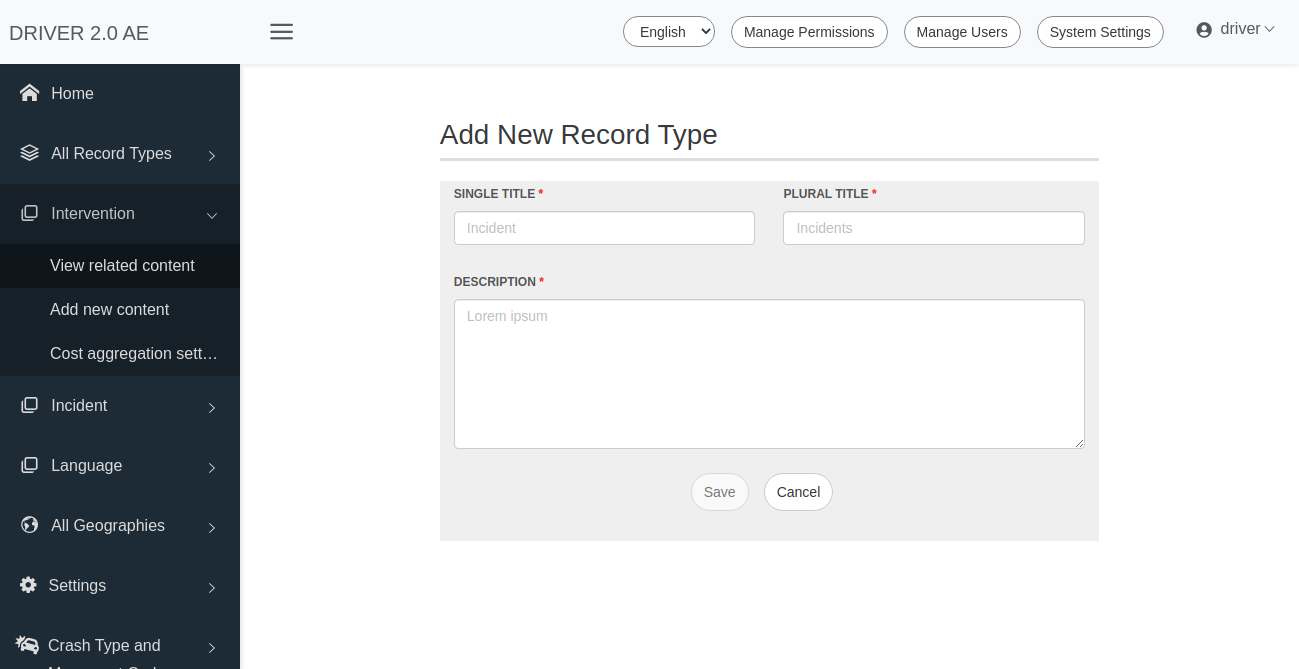 DRIVER 2.0 AE
English
Manage Permissions
Manage Users
System Settings
driver
Home
All Record Types
Intervention
View related content
Add new content
Cost aggregation sett…
Incident
Language
All Geographies
Settings
Crash Type and
Add New Record Type
SINGLE TITLE *
PLURAL TITLE *
Incident
Incidents
DESCRIPTION *
Lorem ipsum
Save
Cancel